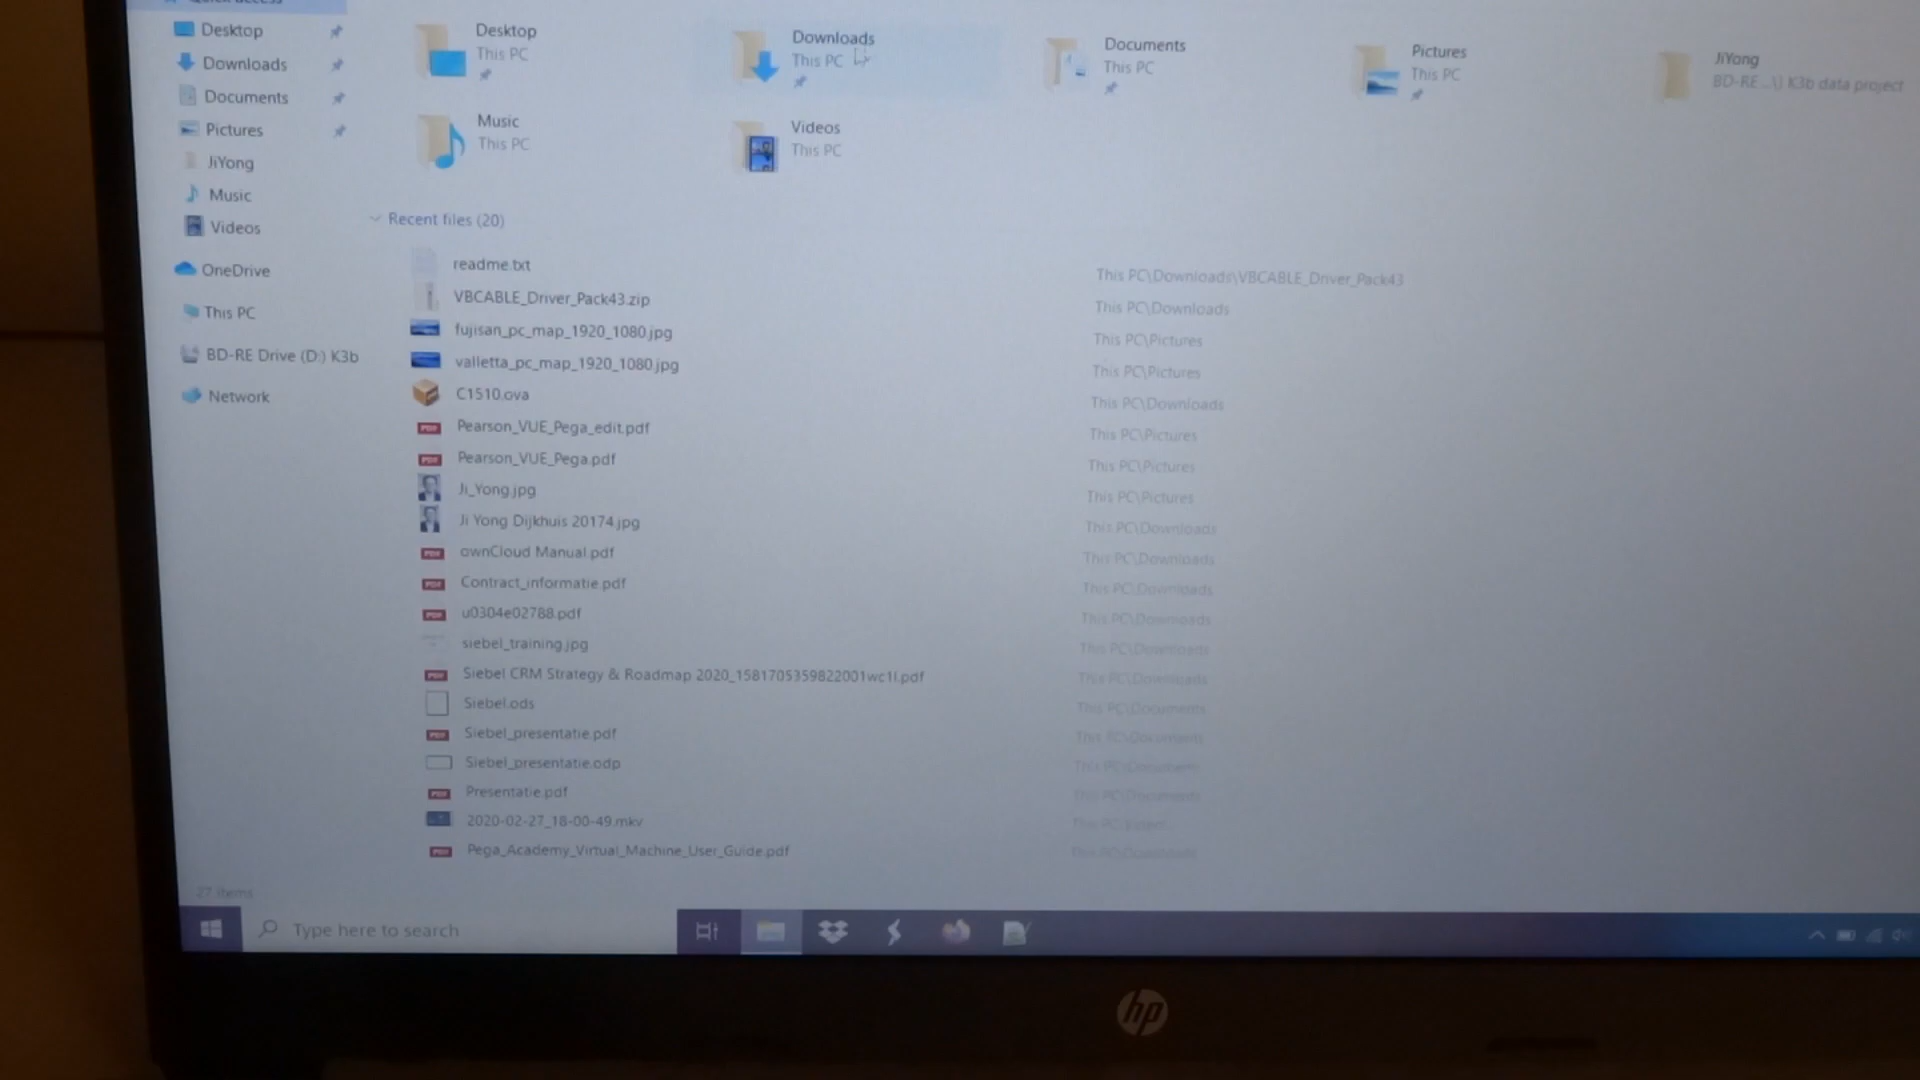 Quick access
Desktop
Downloads
Documents
Pictures
JiYong
Music
Videos
OneDrive
This PC
BD-RE Drive (D:) K3b
Network
Desktop
This PC
Downloads
This PC
Documents
This PC
Pictures
This PC
JiYong
BD-RE ...\) K3b data project
Music
This PC
Videos
This PC
Recent files (20)
readme.txt This PC\Downloads\VBCABLE_Driver_Pack43
VBCABLE_Driver_Pack43.zip This PC\Downloads
fujisan_pc_map_1920_1080.jpg This PC\Pictures
valletta_pc_map_1920_1080.jpg This PC\Pictures
C1510.ova This PC\Downloads
Pearson_VUE_Pega_edit.pdf This PC\Pictures
Pearson_VUE_Pega.pdf This PC\Pictures
Ji_Yong.jpg This PC\Pictures
Ji Yong Dijkhuis 20174.jpg This PC\Downloads
ownCloud Manual.pdf This PC\Downloads
Contract_informatie.pdf This PC\Downloads
u0304e02788.pdf This PC\Downloads
siebel_training.jpg This PC\Downloads
Siebel CRM Strategy & Roadmap 2020_1581705359822001wc1l.pdf This PC\Downloads
Siebel.ods This PC\Documents
Siebel_presentatie.pdf This PC\Documents
Siebel_presentatie.odp This PC\Documents
Presentatie.pdf This PC\Documents
2020-02-27_18-00-49.mkv This PC\Videos
Pega_Academy_Virtual_Machine_User_Guide.pdf This PC\Downloads
27 items
Type here to search
hp